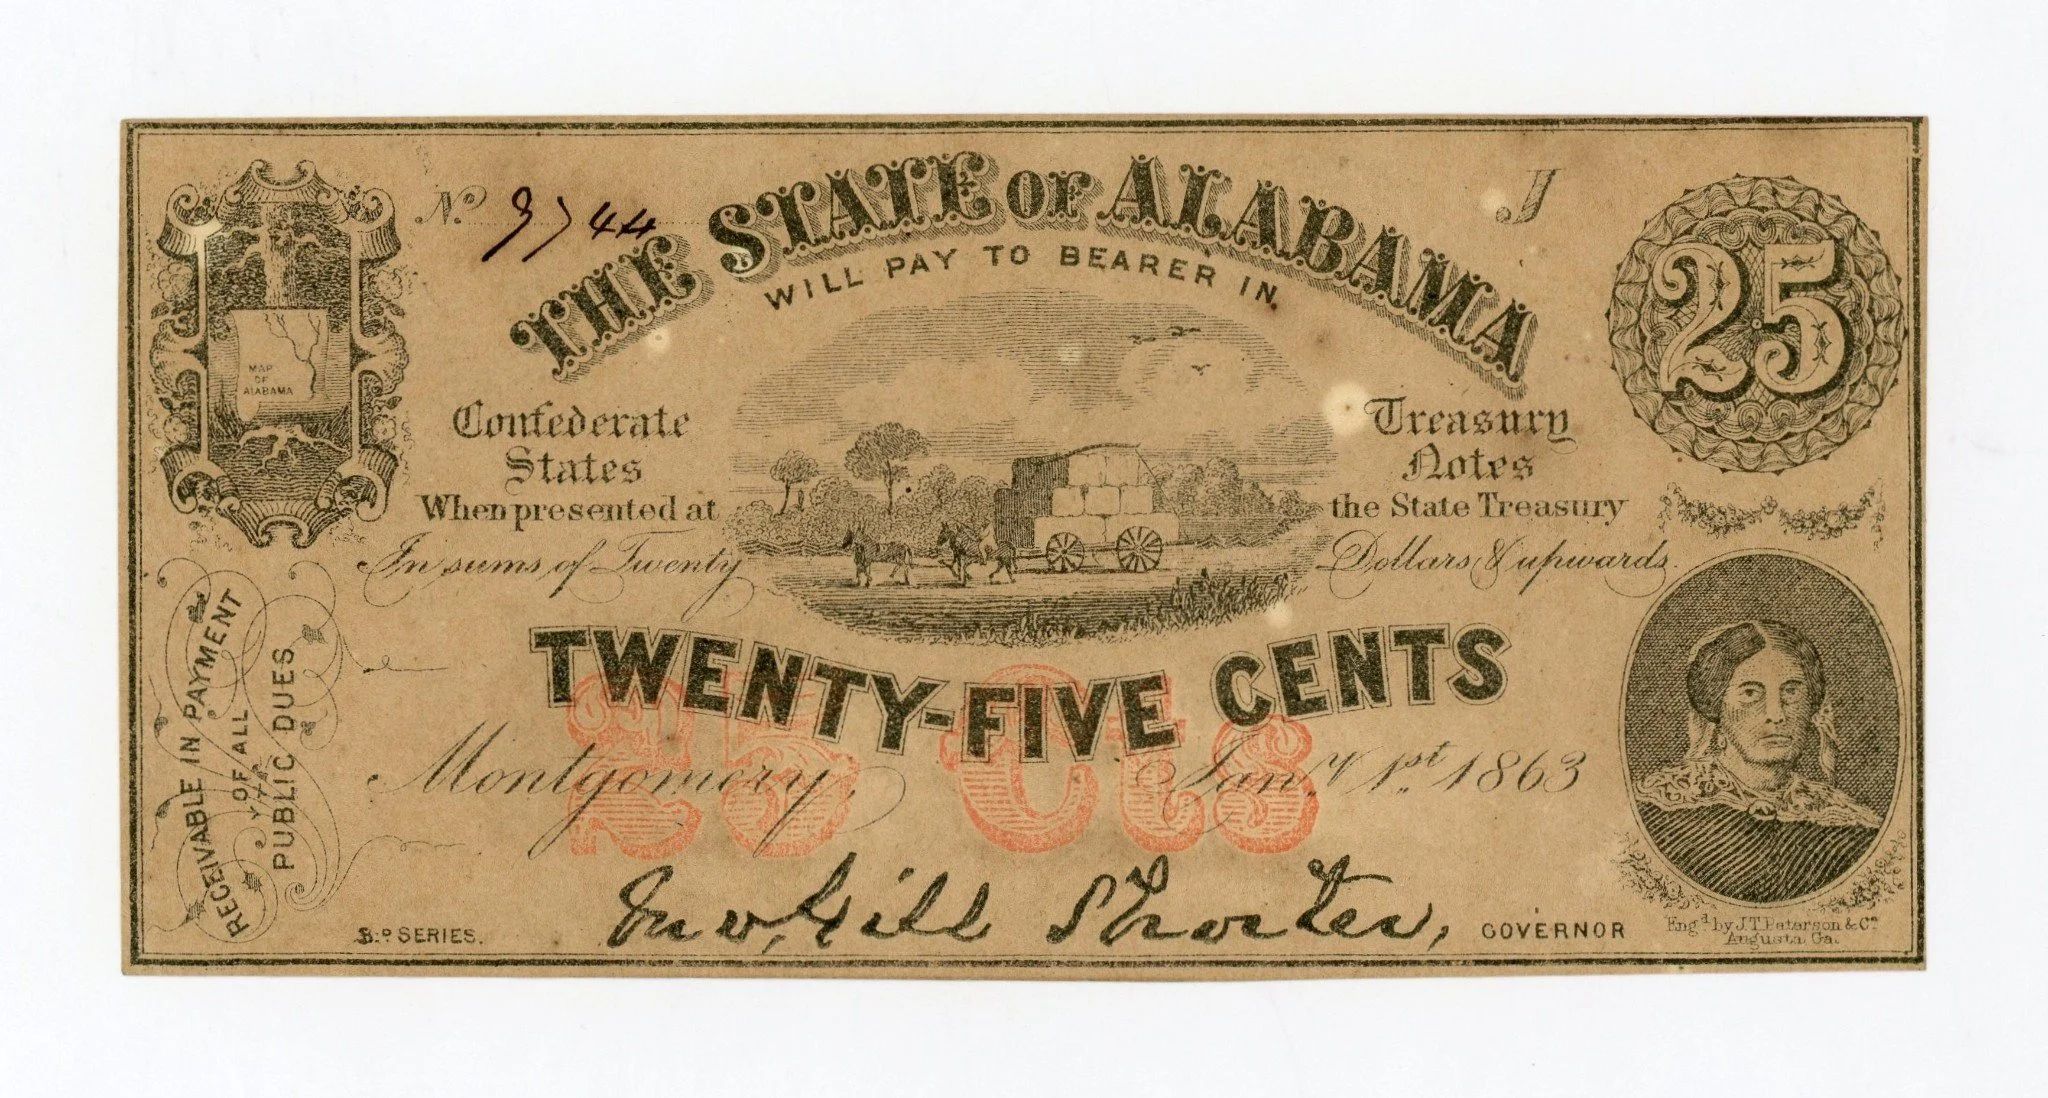 No. 9744
J
THE STATE OF ALABAMA
WILL PAY TO BEARER IN
25
MAP
OF
ALABAMA
Confederate Treasury
States Notes
When presented at the State Treasury
In sums of Twenty Dollars & upwards.
TWENTY-FIVE CENTS
25 Cts
Montgomery, Jany. 1st. 1863
RECEIVABLE IN PAYMENT
OF ALL
PUBLIC DUES
Jno. Gill Shorter, GOVERNOR
3.D SERIES.
Engd. by J.T. Paterson & Co.
Augusta Ga.